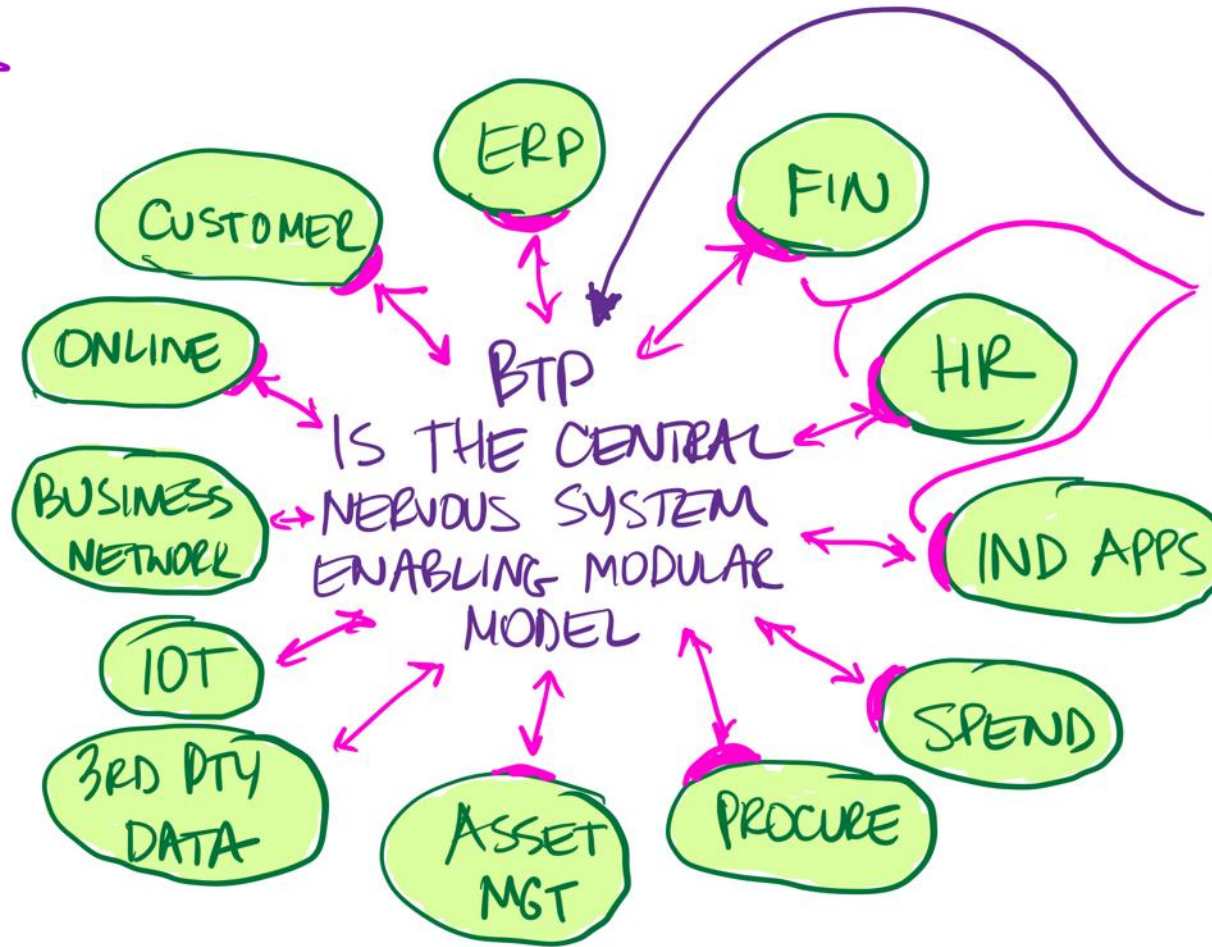 ERP
FIN
CUSTOMER
ONLINE
HR
BTP
IS THE CENTRAL
NERVOUS SYSTEM
ENABLING MODULAR
MODEL
BUSINESS
NETWORK
IND APPS
IOT
SPEND
3RD PTY
DATA
ASSET
MGT
PROCURE